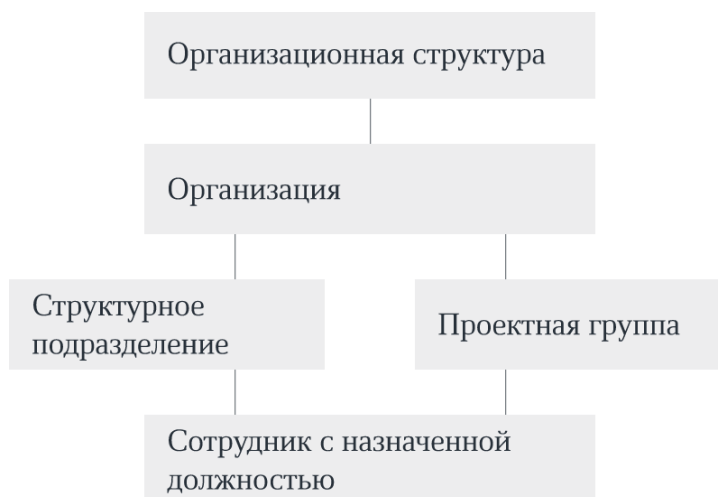 Организационная структура
Организация
Структурное
подразделение
Проектная группа
Сотрудник с назначенной
должностью